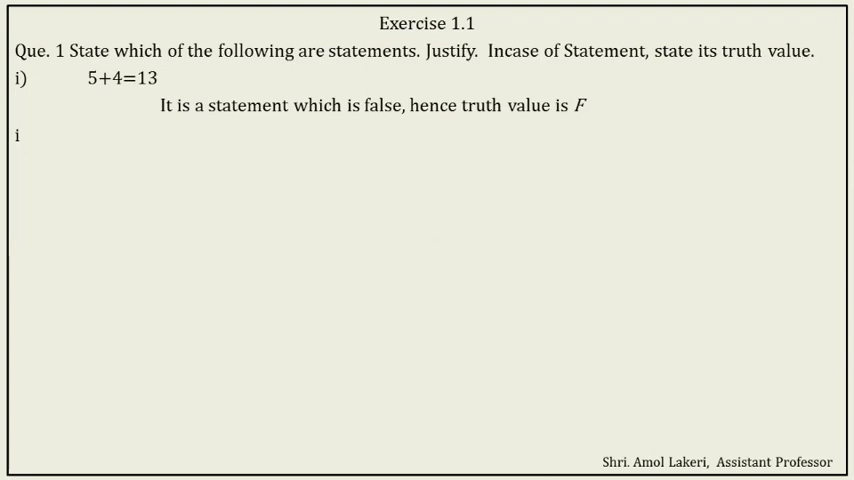 Exercise 1.1
Que. 1 State which of the following are statements. Justify. Incase of Statement, state its truth value.
i) 5+4=13
It is a statement which is false, hence truth value is F
i
Shri. Amol Lakeri, Assistant Professor